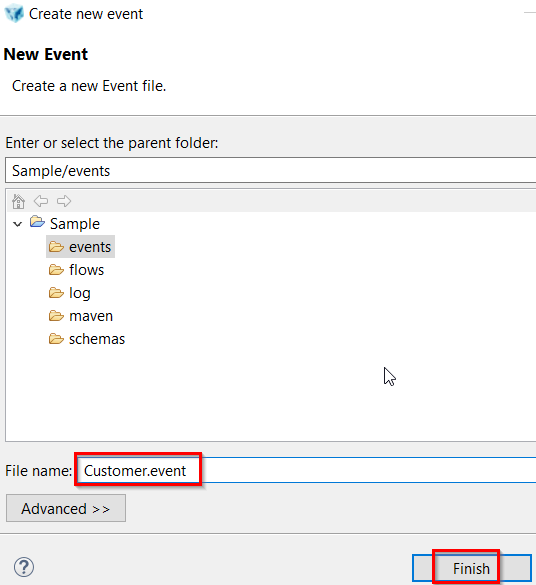 Create new event
New Event
Create a new Event file.
Enter or select the parent folder:
Sample/events
Sample
events
flows
log
maven
schemas
File name: Customer.event
Advanced >>
? Finish